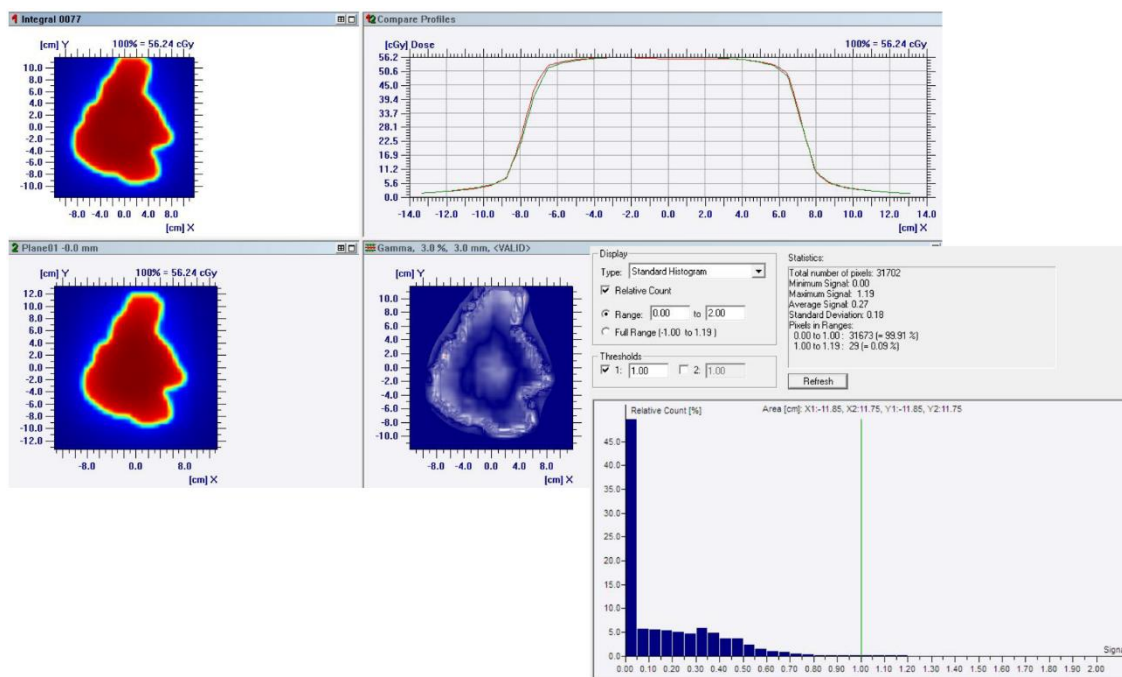 1 Integral 0077
[cm] Y 100% = 56.24 cGy
10.0
8.0
6.0
4.0
2.0
0.0
-2.0
-4.0
-6.0
-8.0
-10.0
-8.0 -4.0 0.0 4.0 8.0
[cm] X
12 Compare Profiles
[cGy] Dose 100% = 56.24 cGy
56.2
50.6
45.0
39.4
33.7
28.1
22.5
16.9
11.2
5.6
0.0
-14.0 -12.0 -10.0 -8.0 -6.0 -4.0 -2.0 0.0 2.0 4.0 6.0 8.0 10.0 12.0 14.0
[cm] X
2 Plane01 -0.0 mm
[cm] Y 100% = 56.24 cGy
12.0
10.0
8.0
6.0
4.0
2.0
0.0
-2.0
-4.0
-6.0
-8.0
-10.0
-12.0
-8.0 0.0 8.0
[cm] X
Gamma, 3.0 %, 3.0 mm, <VALID>
[cm] Y
10.0
8.0
6.0
4.0
2.0
0.0
-2.0
-4.0
-6.0
-8.0
-10.0
-8.0 -4.0 0.0 4.0 8.0
[cm] X
Display
Type: Standard Histogram
Relative Count
Range: 0.00 to 2.00
Full Range (-1.00 to 1.19 )
Thresholds
1: 1.00 2: 1.00
Statistics:
Total number of pixels: 31702
Minimum Signal: 0.00
Maximum Signal: 1.19
Average Signal: 0.27
Standard Deviation: 0.18
Pixels in Ranges:
0.00 to 1.00 : 31673 (= 99.91 %)
1.00 to 1.19 : 29 (= 0.09 %)
Refresh
Relative Count [%] Area [cm]: X1:-11.85, X2:11.75, Y1:-11.85, Y2:11.75
45.0
40.0
35.0
30.0
25.0
20.0
15.0
10.0
5.0
0.0
Signa
0.00 0.10 0.20 0.30 0.40 0.50 0.60 0.70 0.80 0.90 1.00 1.10 1.20 1.30 1.40 1.50 1.60 1.70 1.80 1.90 2.00